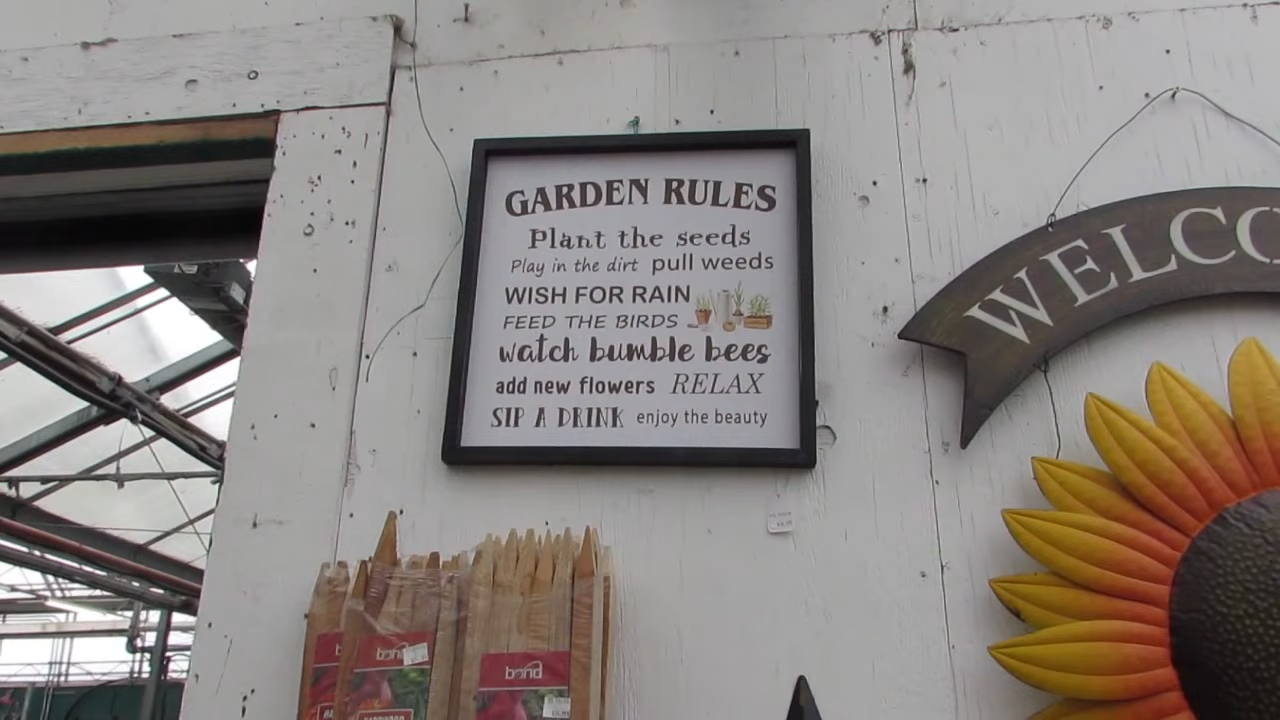 GARDEN RULES
Plant the seeds
Play in the dirt pull weeds
WISH FOR RAIN
FEED THE BIRDS
watch bumble bees
add new flowers RELAX
SIP A DRINK enjoy the beauty
WELCO
bond
bond